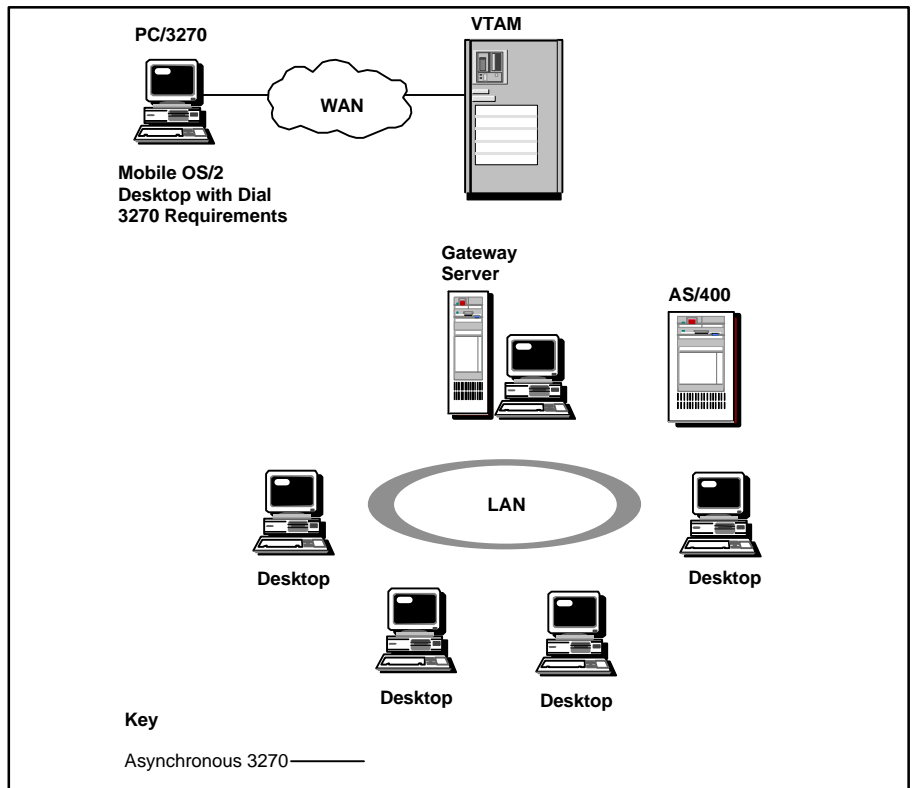 PC/3270
VTAM
WAN
Mobile OS/2
Desktop with Dial
3270 Requirements
Gateway
Server
AS/400
LAN
Desktop
Desktop
Desktop
Desktop
Key
Asynchronous 3270